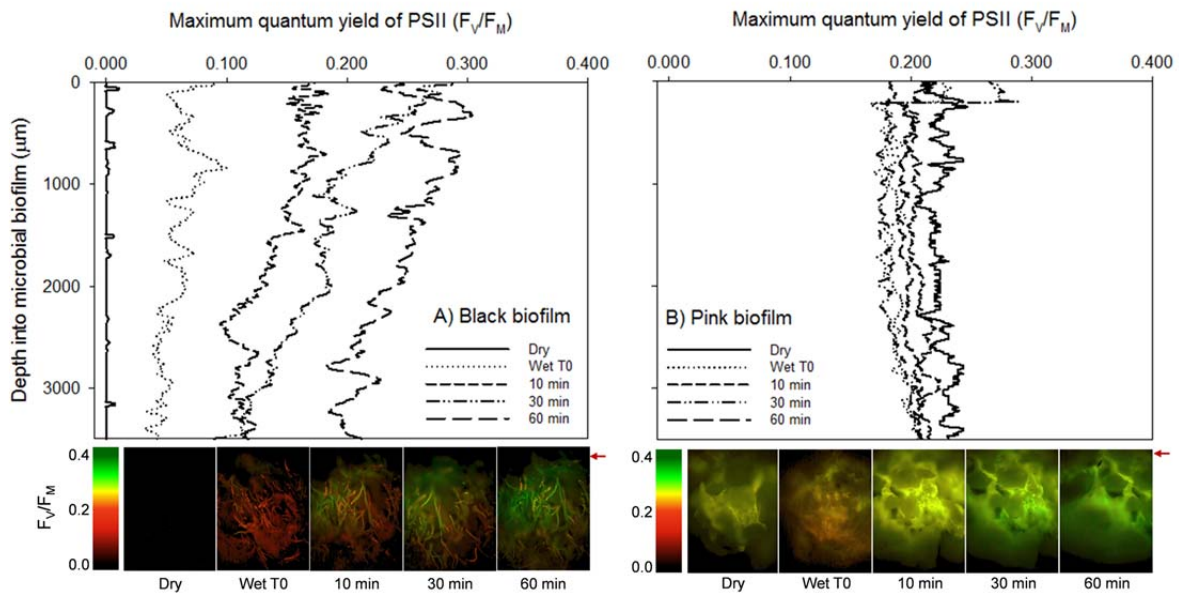 Maximum quantum yield of PSII (FV/FM)
0.000 0.100 0.200 0.300 0.400
0
1000
2000
3000
Depth into microbial biofilm (µm)
A) Black biofilm
Dry
Wet T0
10 min
30 min
60 min
0.4
0.2
0.0
FV/FM
Dry Wet T0 10 min 30 min 60 min
Maximum quantum yield of PSII (FV/FM)
0.000 0.100 0.200 0.300 0.400
B) Pink biofilm
Dry
Wet T0
10 min
30 min
60 min
0.4
0.2
0.0
Dry Wet T0 10 min 30 min 60 min